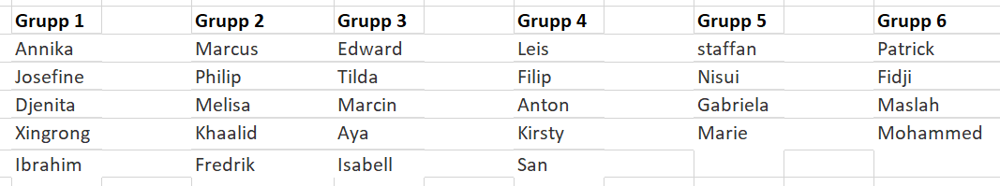 Grupp 1 Grupp 2 Grupp 3 Grupp 4 Grupp 5 Grupp 6
Annika Marcus Edward Leis staffan Patrick
Josefine Philip Tilda Filip Nisui Fidji
Djenita Melisa Marcin Anton Gabriela Maslah
Xingrong Khaalid Aya Kirsty Marie Mohammed
Ibrahim Fredrik Isabell San